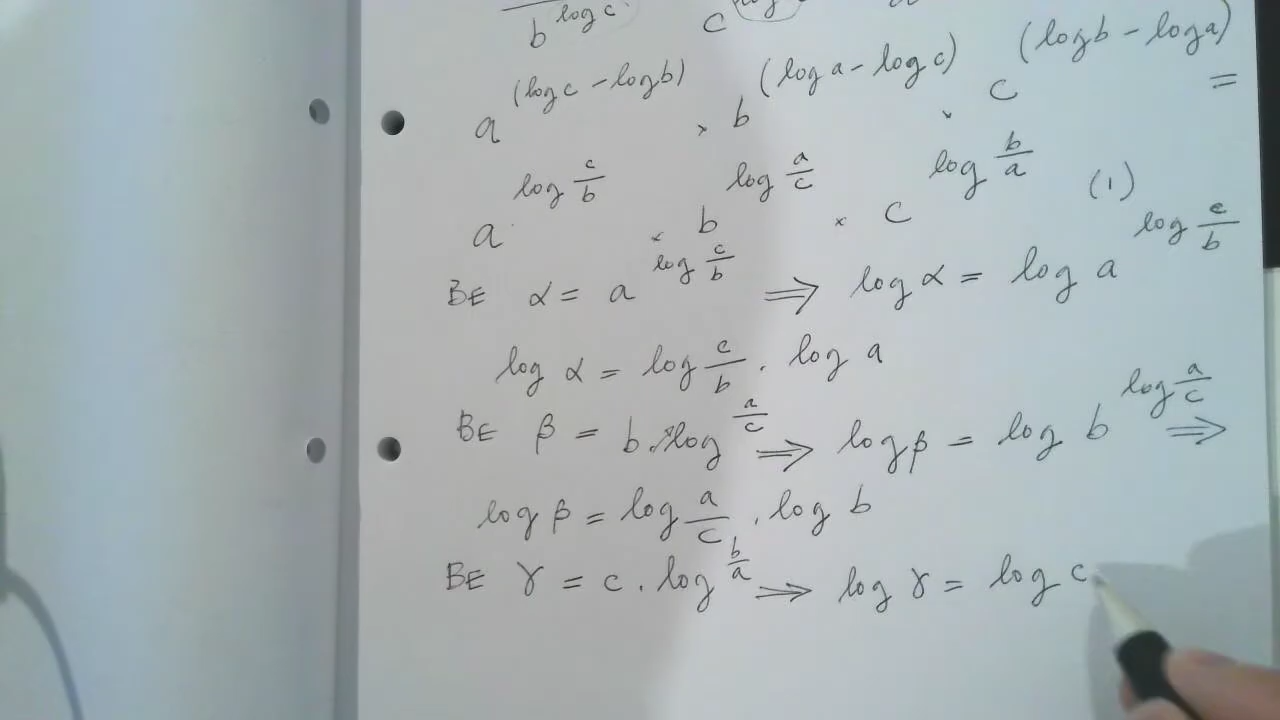 b^log c c^log
a^(log c - log b) × b^(log a - log c) × c^(log b - log a) =
a^log c/b × b^log a/c × c^log b/a (1)
BE α = a^log c/b ⟹ log α = log a^log c/b
log α = log c/b . log a
BE β = b . log^a/c ⟹ log β = log b^log a/c ⟹
log β = log a/c . log b
BE γ = c . log^b/a ⟹ log γ = log c